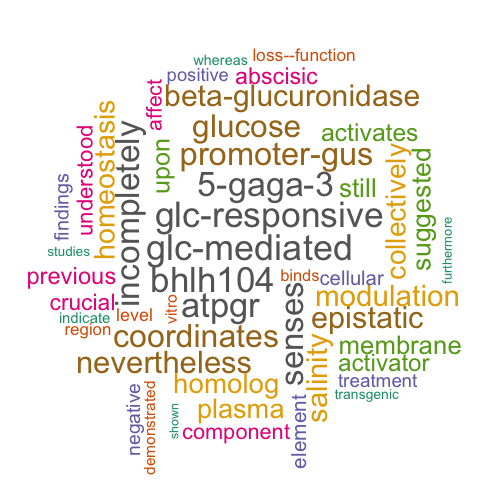 whereas
loss--function
positive
abscisic
beta-glucuronidase
affect
glucose
activates
promoter-gus
upon
understood
homeostasis
incompletely
findings
5-gaga-3
still
collectively
suggested
glc-responsive
glc-mediated
furthermore
studies
previous
bhlh104
binds
cellular
crucial
atpgr
senses
modulation
indicate
level
vitro
region
coordinates
epistatic
salinity
membrane
nevertheless
activator
homolog
treatment
transgenic
negative
demonstrated
shown
plasma
component
element